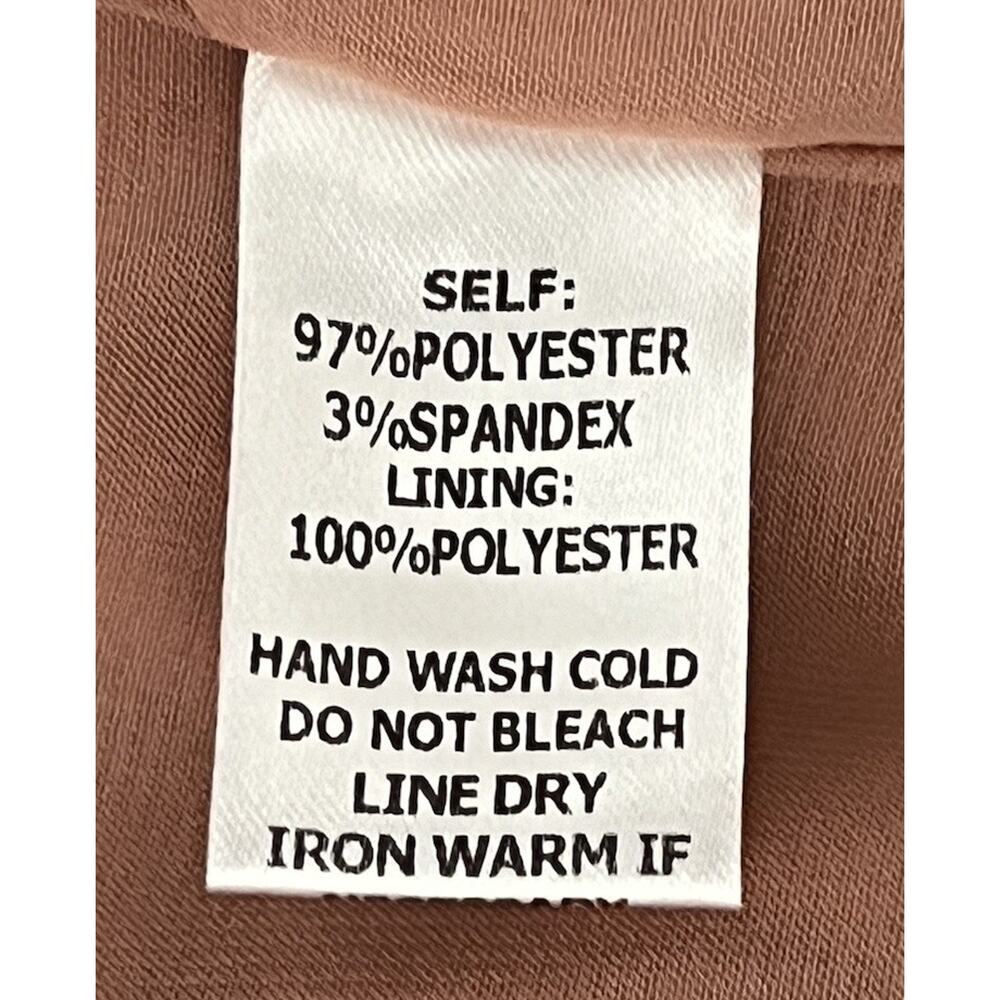 SELF:
97%POLYESTER
3%SPANDEX
LINING:
100%POLYESTER
HAND WASH COLD
DO NOT BLEACH
LINE DRY
IRON WARM IF